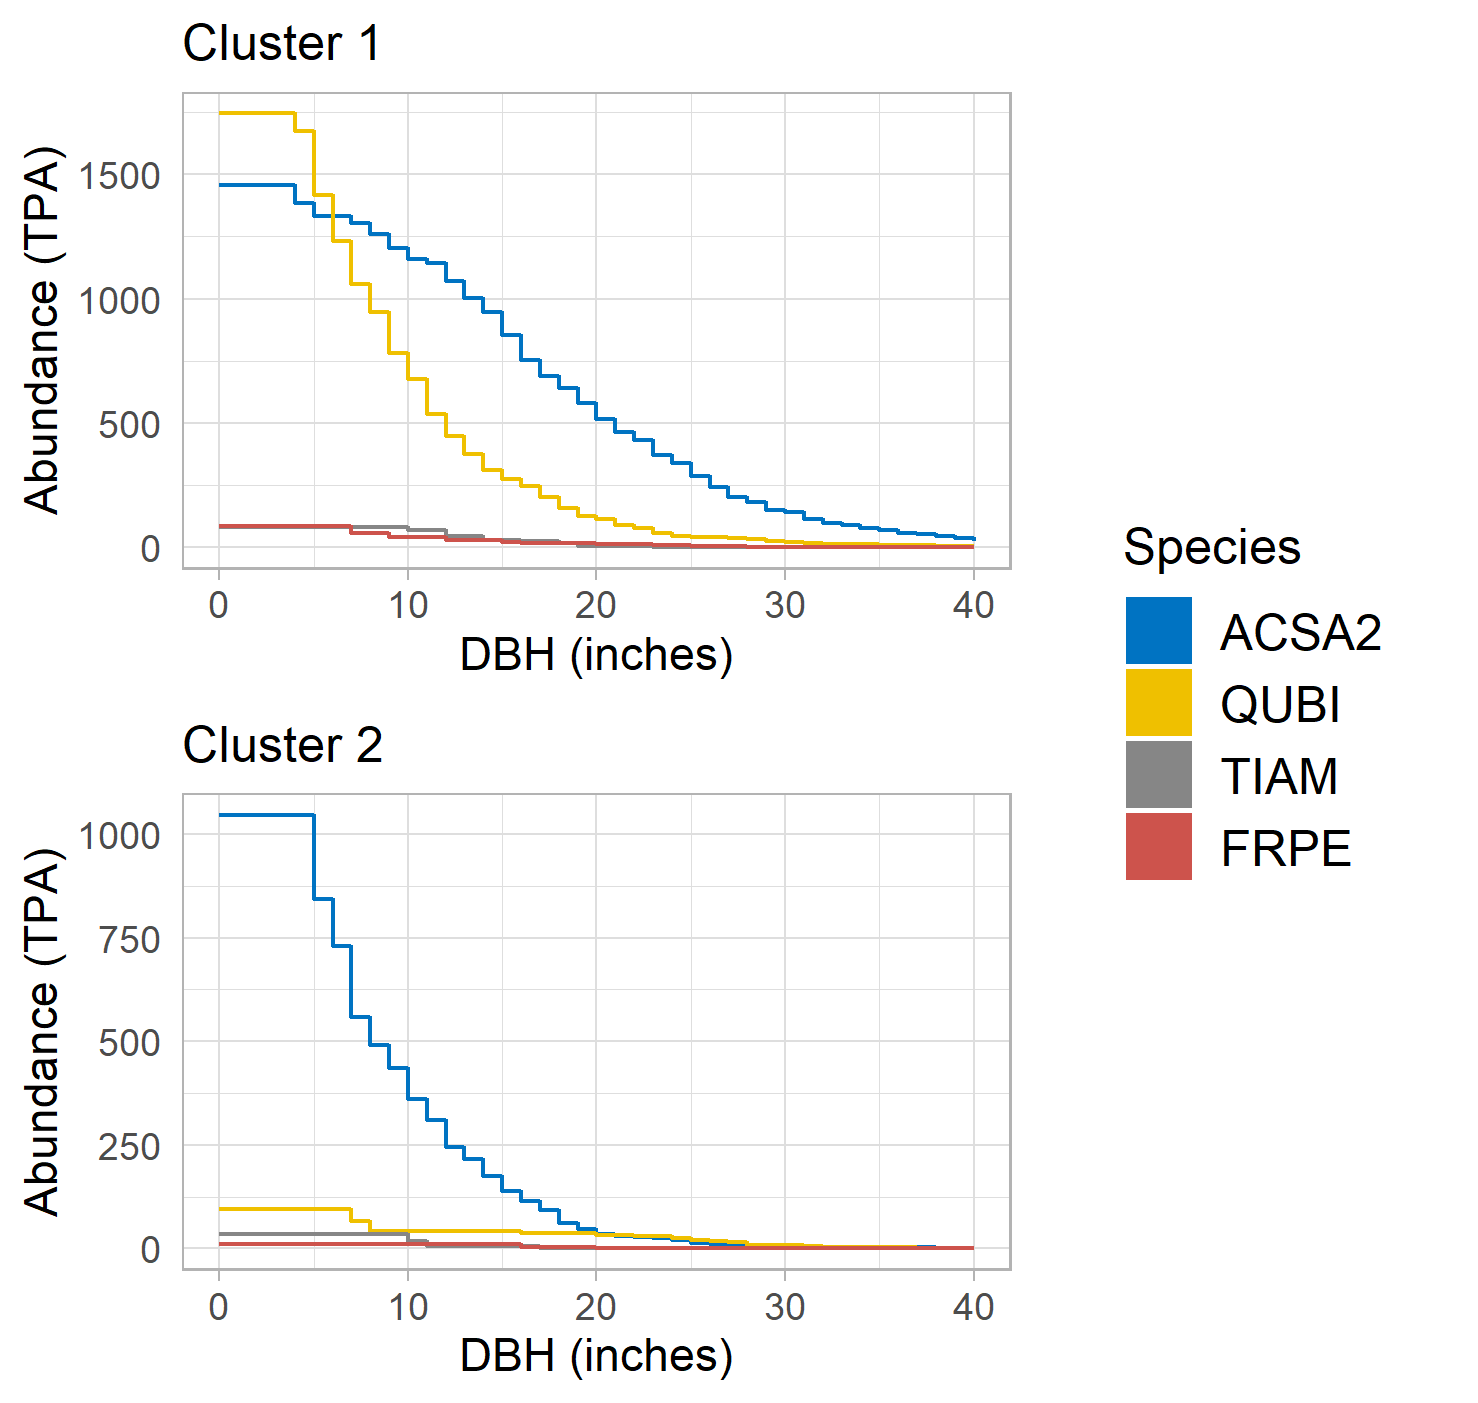 Cluster 1
Abundance (TPA)
1500
1000
500
0
0 10 20 30 40
DBH (inches)
Cluster 2
Abundance (TPA)
1000
750
500
250
0
0 10 20 30 40
DBH (inches)
Species
ACSA2
QUBI
TIAM
FRPE